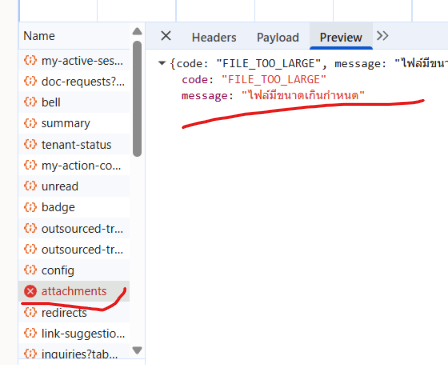 Name
Headers
Payload
Preview
{code: "FILE_TOO_LARGE", message: "ไฟล์มีขนา
code: "FILE_TOO_LARGE"
message: "ไฟล์มีขนาดเกินกำหนด"
my-active-ses...
doc-requests?...
bell
summary
tenant-status
my-action-co...
unread
badge
outsourced-tr...
outsourced-tr...
config
attachments
redirects
link-suggestio...
inquiries?tab...